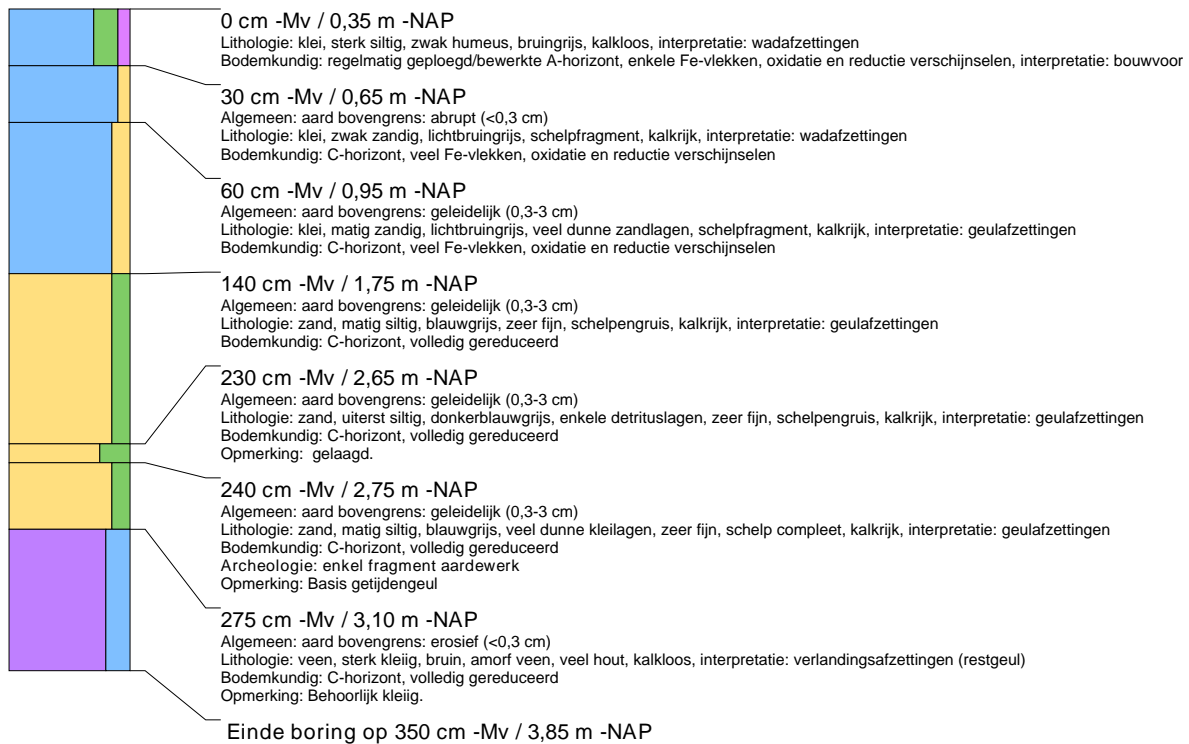 0 cm -Mv / 0,35 m -NAP
Lithologie: klei, sterk siltig, zwak humeus, bruingrijs, kalkloos, interpretatie: wadafzettingen
Bodemkundig: regelmatig geploegd/bewerkte A-horizont, enkele Fe-vlekken, oxidatie en reductie verschijnselen, interpretatie: bouwvoor
30 cm -Mv / 0,65 m -NAP
Algemeen: aard bovengrens: abrupt (<0,3 cm)
Lithologie: klei, zwak zandig, lichtbruingrijs, schelpfragment, kalkrijk, interpretatie: wadafzettingen
Bodemkundig: C-horizont, veel Fe-vlekken, oxidatie en reductie verschijnselen
60 cm -Mv / 0,95 m -NAP
Algemeen: aard bovengrens: geleidelijk (0,3-3 cm)
Lithologie: klei, matig zandig, lichtbruingrijs, veel dunne zandlagen, schelpfragment, kalkrijk, interpretatie: geulafzettingen
Bodemkundig: C-horizont, veel Fe-vlekken, oxidatie en reductie verschijnselen
140 cm -Mv / 1,75 m -NAP
Algemeen: aard bovengrens: geleidelijk (0,3-3 cm)
Lithologie: zand, matig siltig, blauwgrijs, zeer fijn, schelpengruis, kalkrijk, interpretatie: geulafzettingen
Bodemkundig: C-horizont, volledig gereduceerd
230 cm -Mv / 2,65 m -NAP
Algemeen: aard bovengrens: geleidelijk (0,3-3 cm)
Lithologie: zand, uiterst siltig, donkerblauwgrijs, enkele detrituslagen, zeer fijn, schelpengruis, kalkrijk, interpretatie: geulafzettingen
Bodemkundig: C-horizont, volledig gereduceerd
Opmerking:  gelaagd.
240 cm -Mv / 2,75 m -NAP
Algemeen: aard bovengrens: geleidelijk (0,3-3 cm)
Lithologie: zand, matig siltig, blauwgrijs, veel dunne kleilagen, zeer fijn, schelp compleet, kalkrijk, interpretatie: geulafzettingen
Bodemkundig: C-horizont, volledig gereduceerd
Archeologie: enkel fragment aardewerk
Opmerking: Basis getijdengeul
275 cm -Mv / 3,10 m -NAP
Algemeen: aard bovengrens: erosief (<0,3 cm)
Lithologie: veen, sterk kleiig, bruin, amorf veen, veel hout, kalkloos, interpretatie: verlandingsafzettingen (restgeul)
Bodemkundig: C-horizont, volledig gereduceerd
Opmerking: Behoorlijk kleiig.
Einde boring op 350 cm -Mv / 3,85 m -NAP